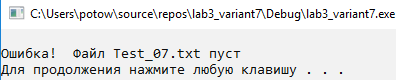 C:\Users\potow\source\repos\lab3_variant7\Debug\lab3_variant7.exe
Ошибка!  Файл Test_07.txt пуст
Для продолжения нажмите любую клавишу . . .